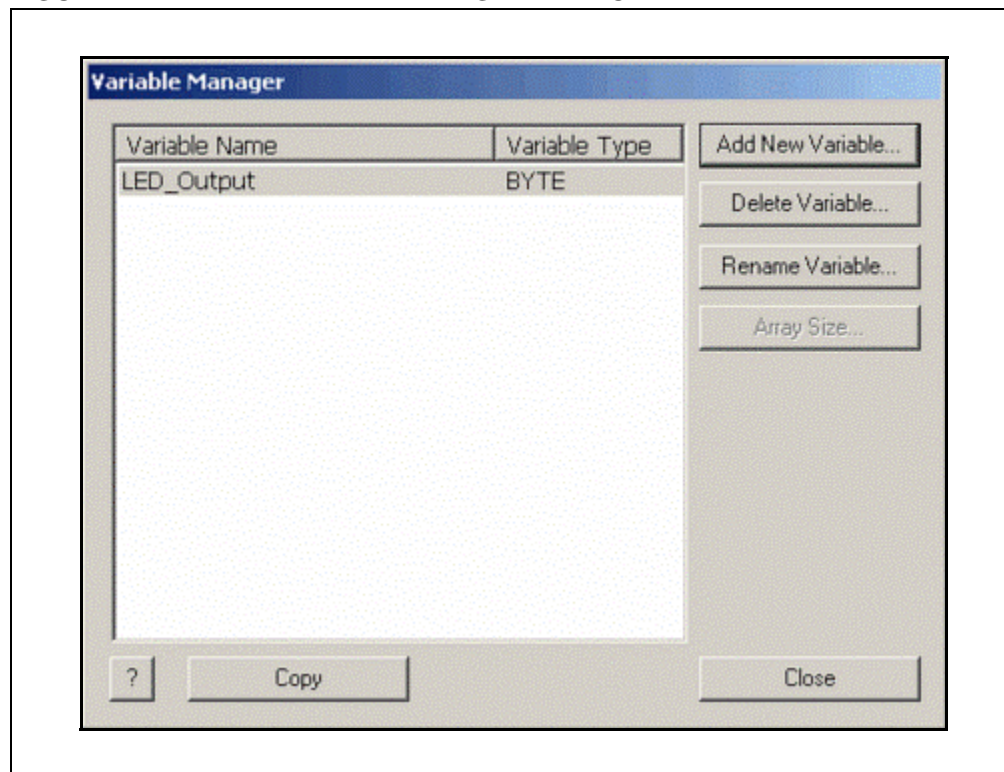 Variable Manager
Variable Name Variable Type
LED_Output BYTE
Add New Variable...
Delete Variable...
Rename Variable...
Array Size...
? Copy Close